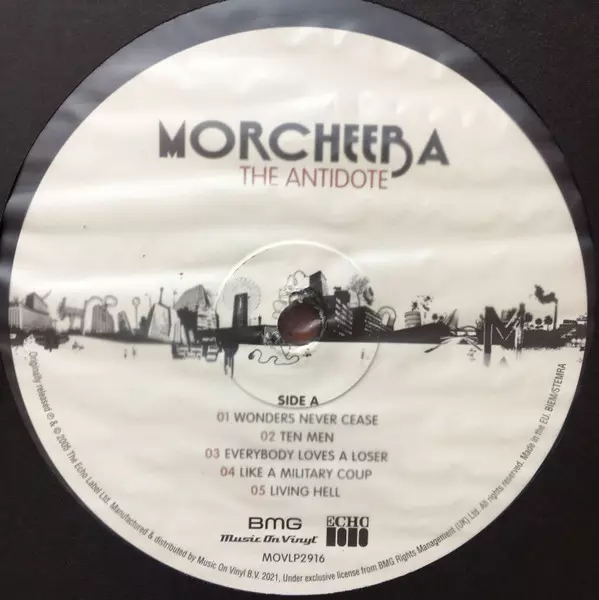 MORCHEEBA
THE ANTIDOTE
SIDE A
01 WONDERS NEVER CEASE
02 TEN MEN
03 EVERYBODY LOVES A LOSER
04 LIKE A MILITARY COUP
05 LIVING HELL
BMG
Music On Vinyl
ECHO
MOVLP2916
Originally released ℗ & © 2005 The Echo Label Ltd. Manufactured & distributed by Music On Vinyl B.V. 2021, Under exclusive license from BMG Rights Management (UK) Ltd. All rights reserved. Made in the EU. BIEM/STEMRA